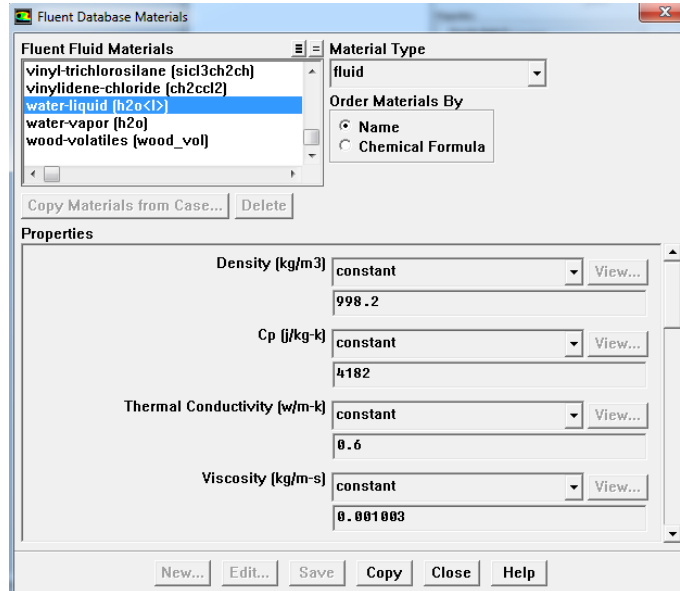 Fluent Database Materials
Fluent Fluid Materials
vinyl-trichlorosilane (sicl3ch2ch)
vinylidene-chloride (ch2ccl2)
water-liquid (h2o<l>)
water-vapor (h2o)
wood-volatiles (wood_vol)
Material Type
fluid
Order Materials By
Name
Chemical Formula
Copy Materials from Case... Delete
Properties
Density (kg/m3) constant View...
998.2
Cp (j/kg-k) constant View...
4182
Thermal Conductivity (w/m-k) constant View...
0.6
Viscosity (kg/m-s) constant View...
0.001003
New... Edit... Save Copy Close Help